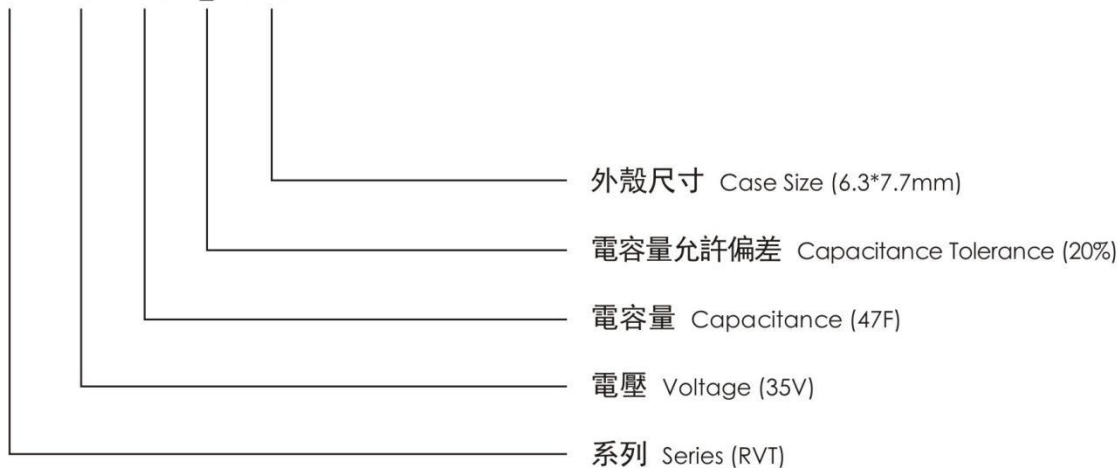 外殼尺寸 Case Size (6.3*7.7mm)
電容量允許偏差 Capacitance Tolerance (20%)
電容量 Capacitance (47F)
電壓 Voltage (35V)
系列 Series (RVT)